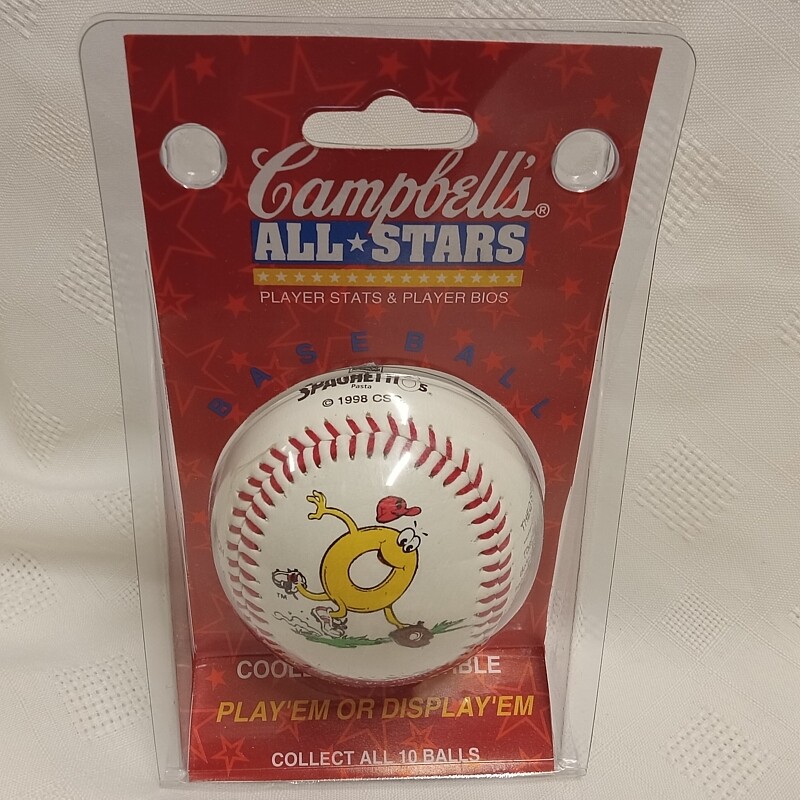 Campbell's®
ALL★STARS
PLAYER STATS & PLAYER BIOS
BASEBALL
SPAGHETTIOS
Pasta
© 1998 CSC
TM
PLAY'EM OR DISPLAY'EM
COLLECT ALL 10 BALLS